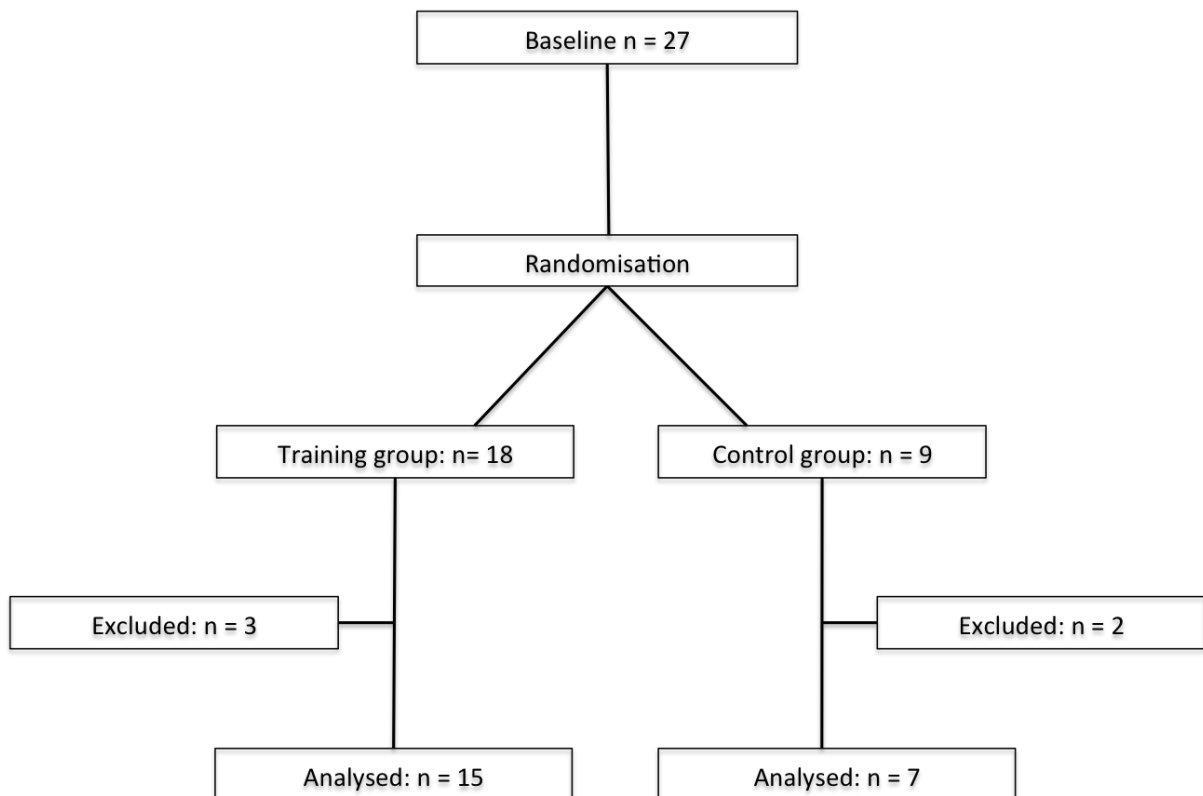 Baseline n = 27
Randomisation
Training group: n= 18
Control group: n = 9
Excluded: n = 3
Excluded: n = 2
Analysed: n = 15
Analysed: n = 7